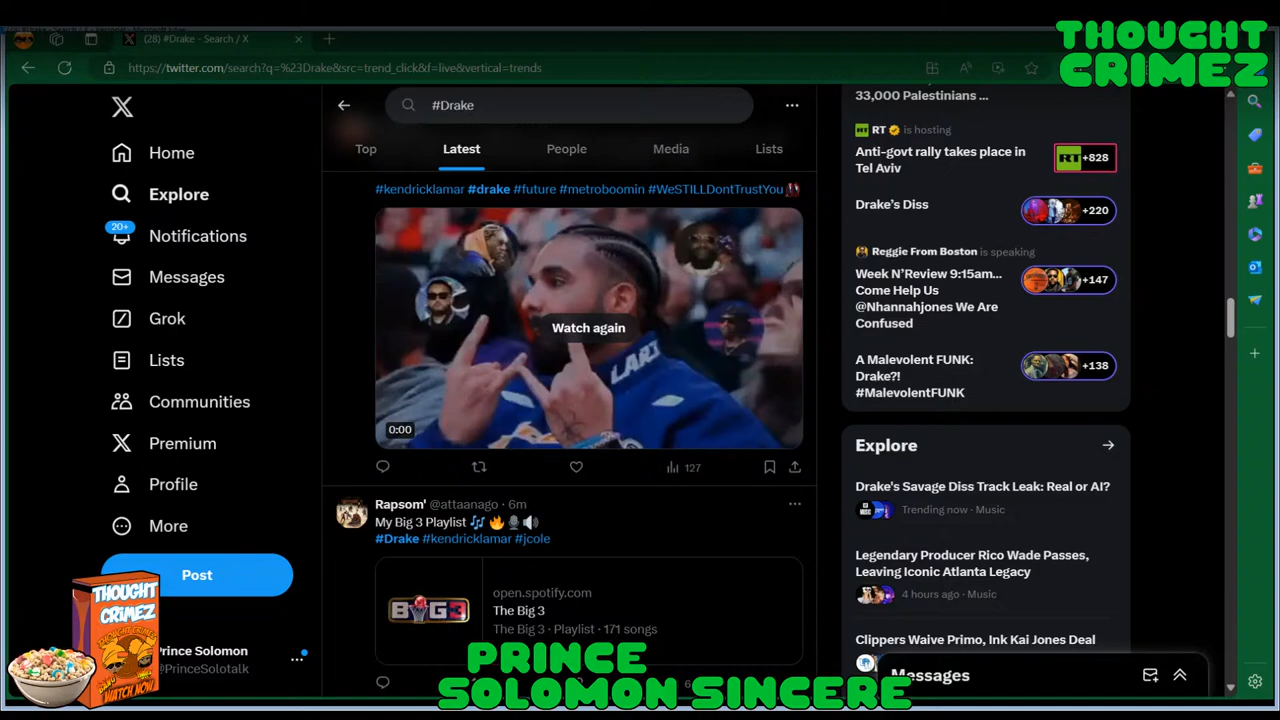 THOUGHT
CRIMEZ
(28) #Drake - Search / X
https://twitter.com/search?q=%23Drake&src=trend_click&f=live&vertical=trends
#Drake
Home
Explore
20+
Notifications
Messages
Grok
Lists
Communities
Premium
Profile
More
Post
Prince Solomon
@PrinceSolotalk
Top
Latest
People
Media
Lists
#kendricklamar #drake #future #metroboomin #WeSTILLDontTrustYou
Watch again
LARI
0:00
127
Rapsom' @attaanago · 6m
My Big 3 Playlist
#Drake #kendricklamar #jcole
BIG3
open.spotify.com
The Big 3
The Big 3 · Playlist · 171 songs
33,000 Palestinians ...
RT is hosting
Anti-govt rally takes place in
Tel Aviv
RT +828
Drake's Diss
+220
Reggie From Boston is speaking
Week N'Review 9:15am...
Come Help Us
@Nhannahjones We Are
Confused
+147
A Malevolent FUNK:
Drake?!
#MalevolentFUNK
+138
Explore
Drake's Savage Diss Track Leak: Real or AI?
Trending now · Music
Legendary Producer Rico Wade Passes,
Leaving Iconic Atlanta Legacy
4 hours ago · Music
Clippers Waive Primo, Ink Kai Jones Deal
Messages
THOUGHT
CRIMEZ
WATCH NOW
PRINCE
SOLOMON SINCERE